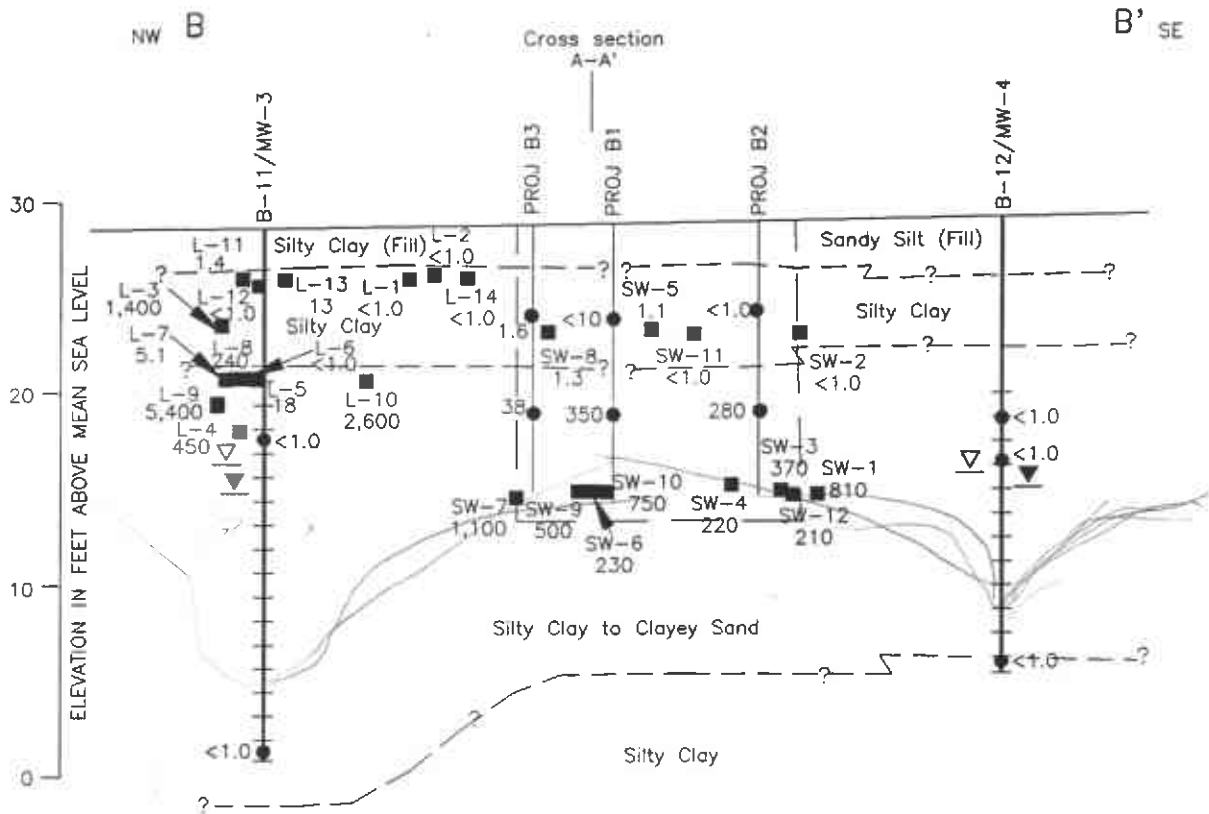 NW B
B' SE
Cross section
A-A'
B-11/MW-3
PROJ B3
PROJ B1
PROJ B2
B-12/MW-4
ELEVATION IN FEET ABOVE MEAN SEA LEVEL
30
20
10
0
Silty Clay (Fill)
Sandy Silt (Fill)
L-11
1.4
L-2
<1.0
L-3
1,400
L-12
<1.0
L-13
13
L-1
<1.0
L-14
<1.0
L-7
5.1
L-8
240
Silty Clay
L-6
<1.0
L-9
5,400
L-5
18
L-10
2,600
L-4
450
<1.0
<1.0
1.6
38
SW-8
1.3
<10
350
SW-5
1.1
SW-11
<1.0
<1.0
280
SW-2
<1.0
Silty Clay
<1.0
<1.0
<1.0
SW-7
1,100
SW-9
500
SW-10
750
SW-6
230
SW-4
220
SW-3
370
SW-1
810
SW-12
210
Silty Clay to Clayey Sand
Silty Clay
?
?
?
?
?
?
?
?
?
?
?
?
?
?